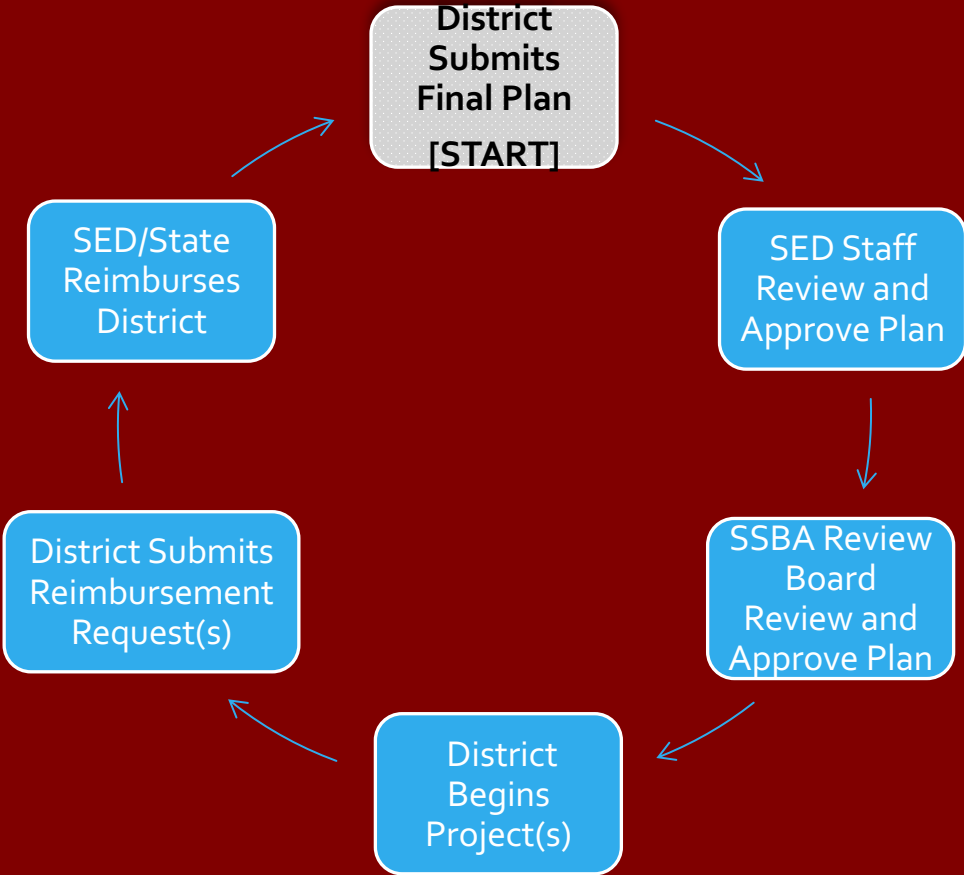 District
Submits
Final Plan
[START]
SED Staff
Review and
Approve Plan
SSBA Review
Board
Review and
Approve Plan
District
Begins
Project(s)
District Submits
Reimbursement
Request(s)
SED/State
Reimburses
District